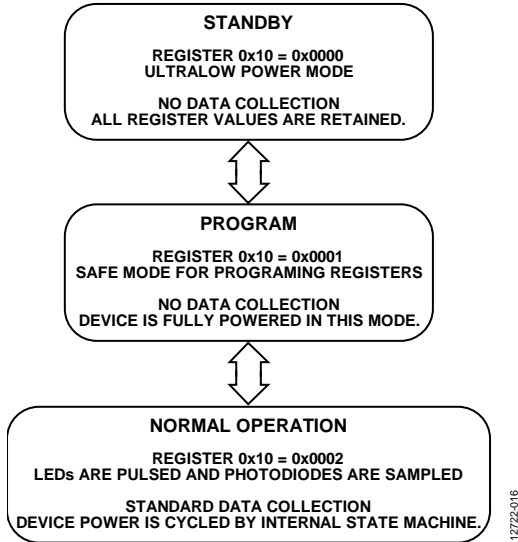 STANDBY
REGISTER 0x10 = 0x0000
ULTRALOW POWER MODE
NO DATA COLLECTION
ALL REGISTER VALUES ARE RETAINED.
PROGRAM
REGISTER 0x10 = 0x0001
SAFE MODE FOR PROGRAMING REGISTERS
NO DATA COLLECTION
DEVICE IS FULLY POWERED IN THIS MODE.
NORMAL OPERATION
REGISTER 0x10 = 0x0002
LEDs ARE PULSED AND PHOTODIODES ARE SAMPLED
STANDARD DATA COLLECTION
DEVICE POWER IS CYCLED BY INTERNAL STATE MACHINE.
12722-016